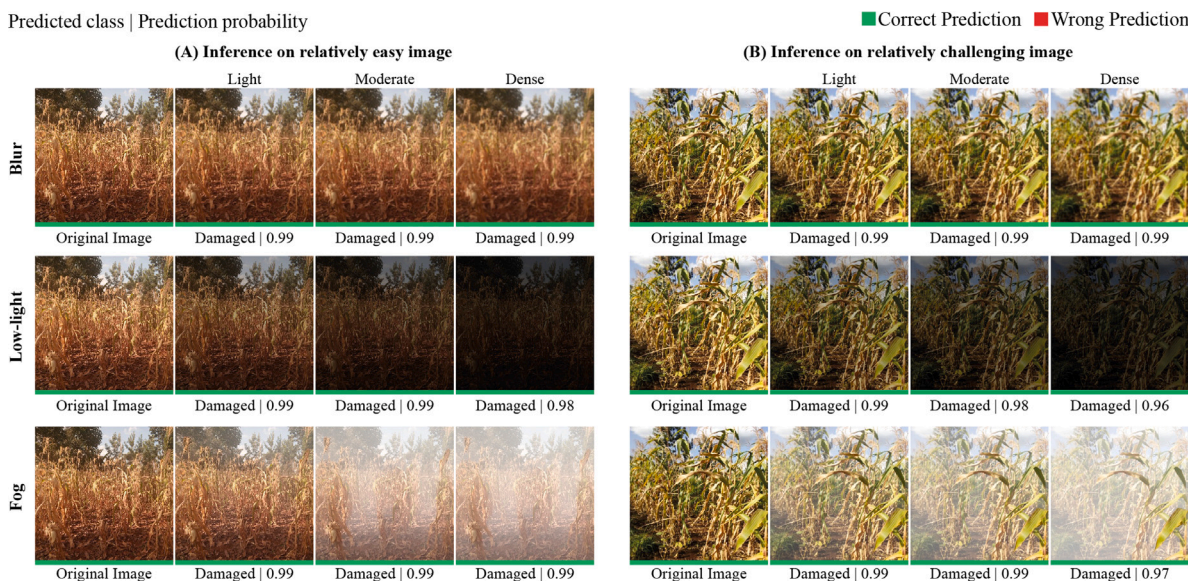 Predicted class | Prediction probability
Correct Prediction Wrong Prediction
(A) Inference on relatively easy image
(B) Inference on relatively challenging image
Light Moderate Dense
Light Moderate Dense
Blur
Original Image Damaged | 0.99 Damaged | 0.99 Damaged | 0.99
Original Image Damaged | 0.99 Damaged | 0.99 Damaged | 0.96
Low-light
Original Image Damaged | 0.99 Damaged | 0.99 Damaged | 0.98
Original Image Damaged | 0.99 Damaged | 0.98 Damaged | 0.96
Fog
Original Image Damaged | 0.99 Damaged | 0.99 Damaged | 0.99
Original Image Damaged | 0.99 Damaged | 0.99 Damaged | 0.97